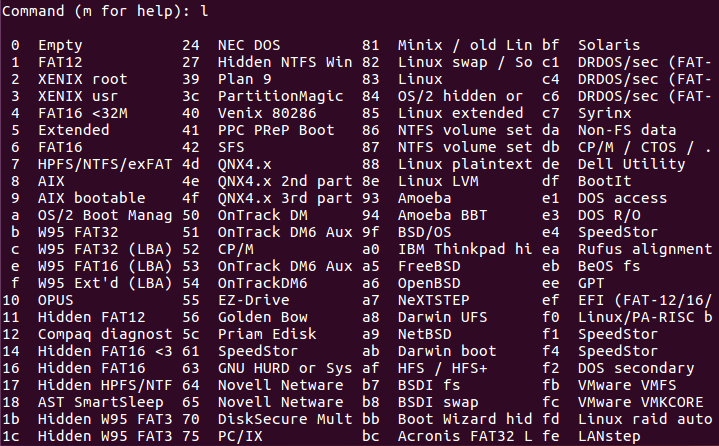 Command (m for help): l
0 Empty 24 NEC DOS 81 Minix / old Lin bf Solaris
1 FAT12 27 Hidden NTFS Win 82 Linux swap / So c1 DRDOS/sec (FAT-
2 XENIX root 39 Plan 9 83 Linux c4 DRDOS/sec (FAT-
3 XENIX usr 3c PartitionMagic 84 OS/2 hidden or c6 DRDOS/sec (FAT-
4 FAT16 <32M 40 Venix 80286 85 Linux extended c7 Syrinx
5 Extended 41 PPC PReP Boot 86 NTFS volume set da Non-FS data
6 FAT16 42 SFS 87 NTFS volume set db CP/M / CTOS / .
7 HPFS/NTFS/exFAT 4d QNX4.x 88 Linux plaintext de Dell Utility
8 AIX 4e QNX4.x 2nd part 8e Linux LVM df BootIt
9 AIX bootable 4f QNX4.x 3rd part 93 Amoeba e1 DOS access
a OS/2 Boot Manag 50 OnTrack DM 94 Amoeba BBT e3 DOS R/O
b W95 FAT32 51 OnTrack DM6 Aux 9f BSD/OS e4 SpeedStor
c W95 FAT32 (LBA) 52 CP/M a0 IBM Thinkpad hi ea Rufus alignment
e W95 FAT16 (LBA) 53 OnTrack DM6 Aux a5 FreeBSD eb BeOS fs
f W95 Ext'd (LBA) 54 OnTrackDM6 a6 OpenBSD ee GPT
10 OPUS 55 EZ-Drive a7 NeXTSTEP ef EFI (FAT-12/16/
11 Hidden FAT12 56 Golden Bow a8 Darwin UFS f0 Linux/PA-RISC b
12 Compaq diagnost 5c Priam Edisk a9 NetBSD f1 SpeedStor
14 Hidden FAT16 <3 61 SpeedStor ab Darwin boot f4 SpeedStor
16 Hidden FAT16 63 GNU HURD or Sys af HFS / HFS+ f2 DOS secondary
17 Hidden HPFS/NTF 64 Novell Netware b7 BSDI fs fb VMware VMFS
18 AST SmartSleep 65 Novell Netware b8 BSDI swap fc VMware VMKCORE
1b Hidden W95 FAT3 70 DiskSecure Mult bb Boot Wizard hid fd Linux raid auto
1c Hidden W95 FAT3 75 PC/IX bc Acronis FAT32 L fe LANstep